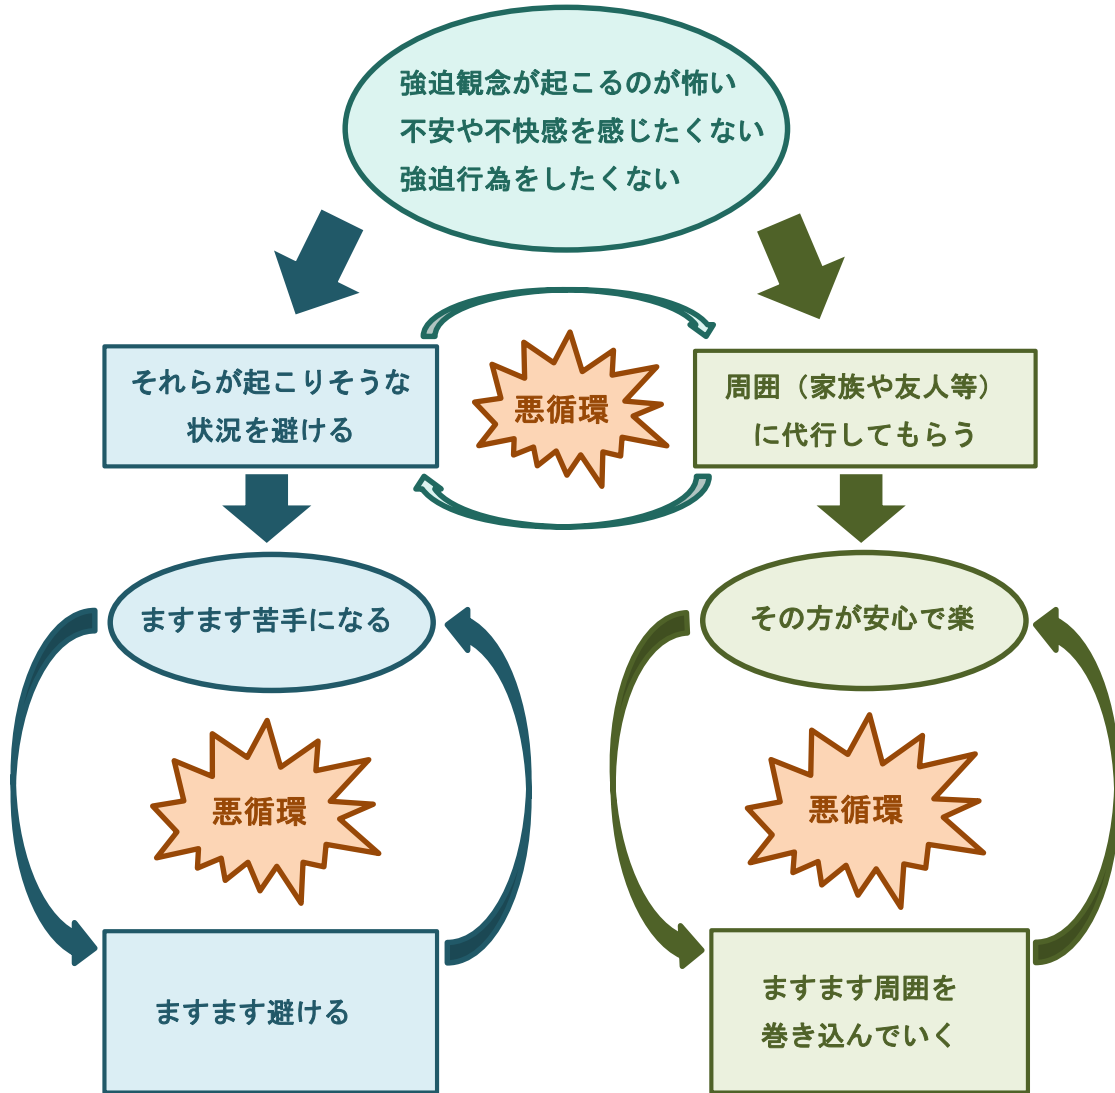 強迫観念が起こるのが怖い
不安や不快感を感じたくない
強迫行為をしたくない
それらが起こりそうな
状況を避ける
悪循環
周囲（家族や友人等）
に代行してもらう
ますます苦手になる
その方が安心で楽
悪循環
悪循環
ますます避ける
ますます周囲を
巻き込んでいく